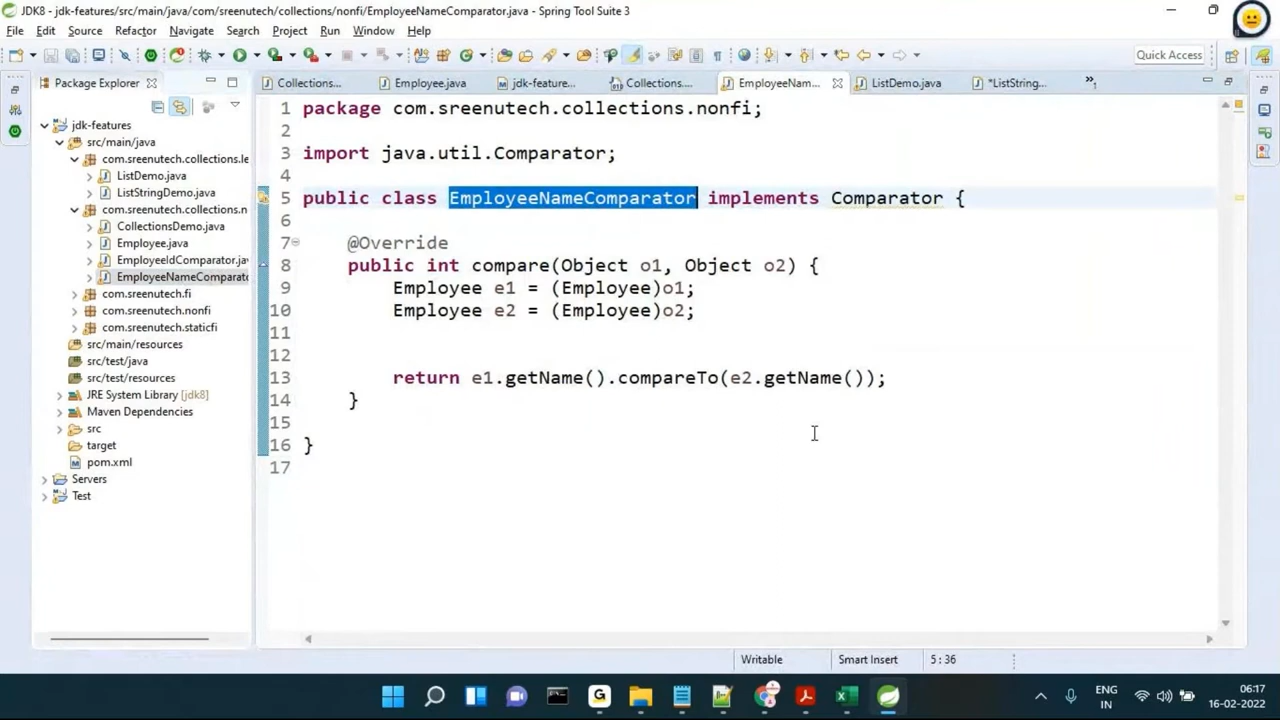 JDK8 - jdk-features/src/main/java/com/sreenutech/collections/nonfi/EmployeeNameComparator.java - Spring Tool Suite 3
File Edit Source Refactor Navigate Search Project Run Window Help
Quick Access
Package Explorer
Collections...
Employee.java
jdk-feature...
Collections....
EmployeeNam...
ListDemo.java
*ListString...
»1
jdk-features
src/main/java
com.sreenutech.collections.le
ListDemo.java
ListStringDemo.java
com.sreenutech.collections.n
CollectionsDemo.java
Employee.java
EmployeeIdComparator.jav
EmployeeNameComparato
com.sreenutech.fi
com.sreenutech.nonfi
com.sreenutech.staticfi
src/main/resources
src/test/java
src/test/resources
JRE System Library [jdk8]
Maven Dependencies
src
target
pom.xml
Servers
Test
1 package com.sreenutech.collections.nonfi;
2
3 import java.util.Comparator;
4
5 public class EmployeeNameComparator implements Comparator {
6
7 @Override
8 public int compare(Object o1, Object o2) {
9 Employee e1 = (Employee)o1;
10 Employee e2 = (Employee)o2;
11
12
13 return e1.getName().compareTo(e2.getName());
14 }
15
16 }
17
Writable Smart Insert 5 : 36
ENG
IN
06:17
16-02-2022